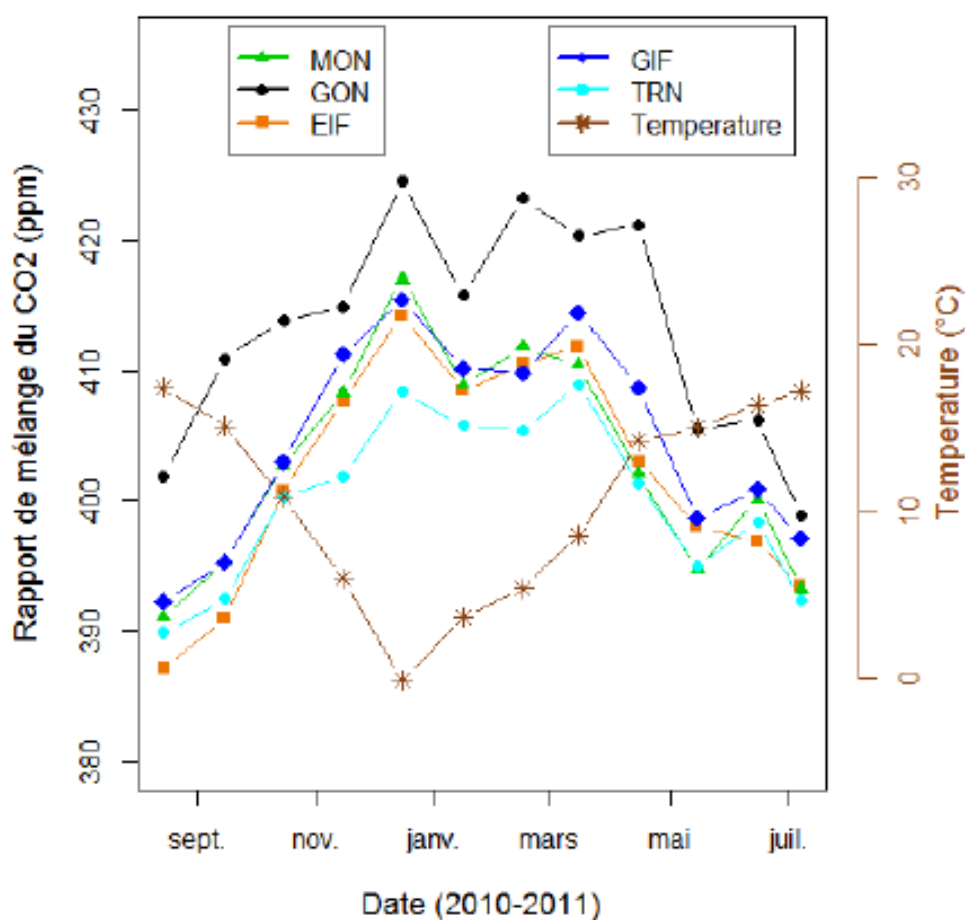 MON
GON
EIF
GIF
TRN
Temperature
Rapport de mélange du CO2 (ppm)
430
420
410
400
390
380
30
20
10
0
Temperature (°C)
sept. nov. janv. mars mai juil.
Date (2010-2011)